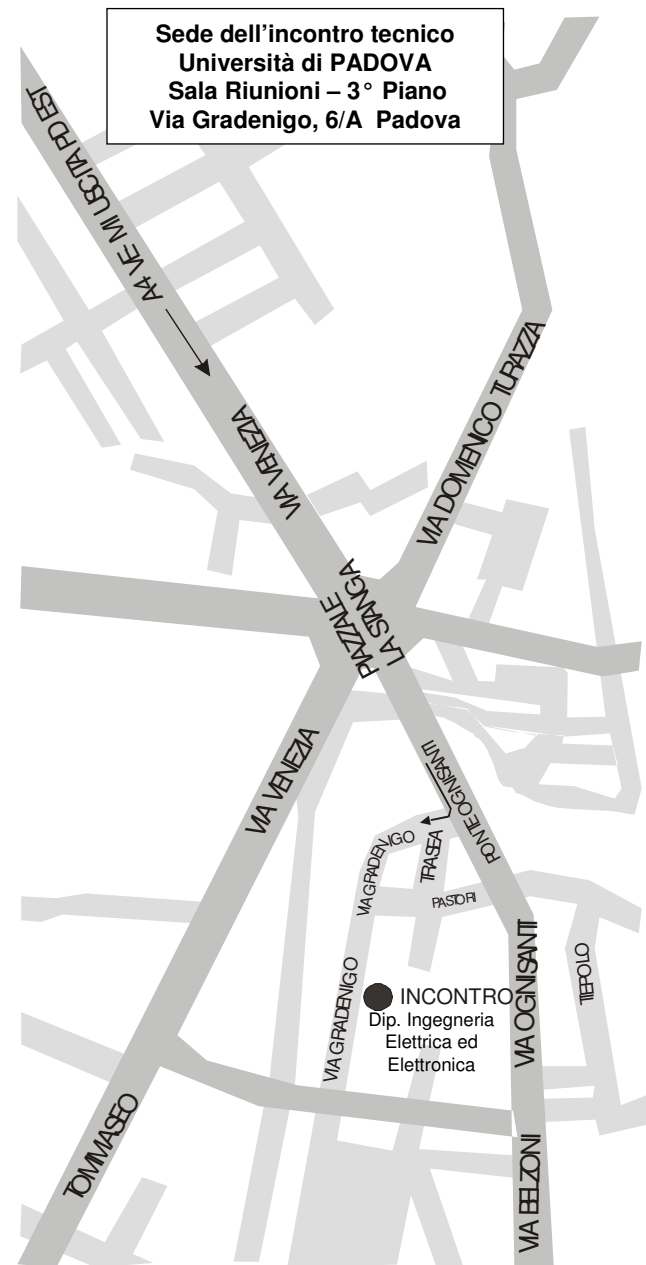 Sede dell'incontro tecnico
Università di PADOVA
Sala Riunioni – 3° Piano
Via Gradenigo, 6/A Padova
A4 VE MI USCITA PD EST
VIA VENEZIA
VIA DOMENICO TURAZZA
PIAZZALE
LA STANGA
VIA VENEZIA
PONTE OGNISANTI
VIA GRADENIGO
TRASEA
PASTORI
VIA GRADENIGO
INCONTRO
Dip. Ingegneria
Elettrica ed
Elettronica
VIA OGNISANTI
TIEPOLO
TOMMASEO
VIA BELZONI